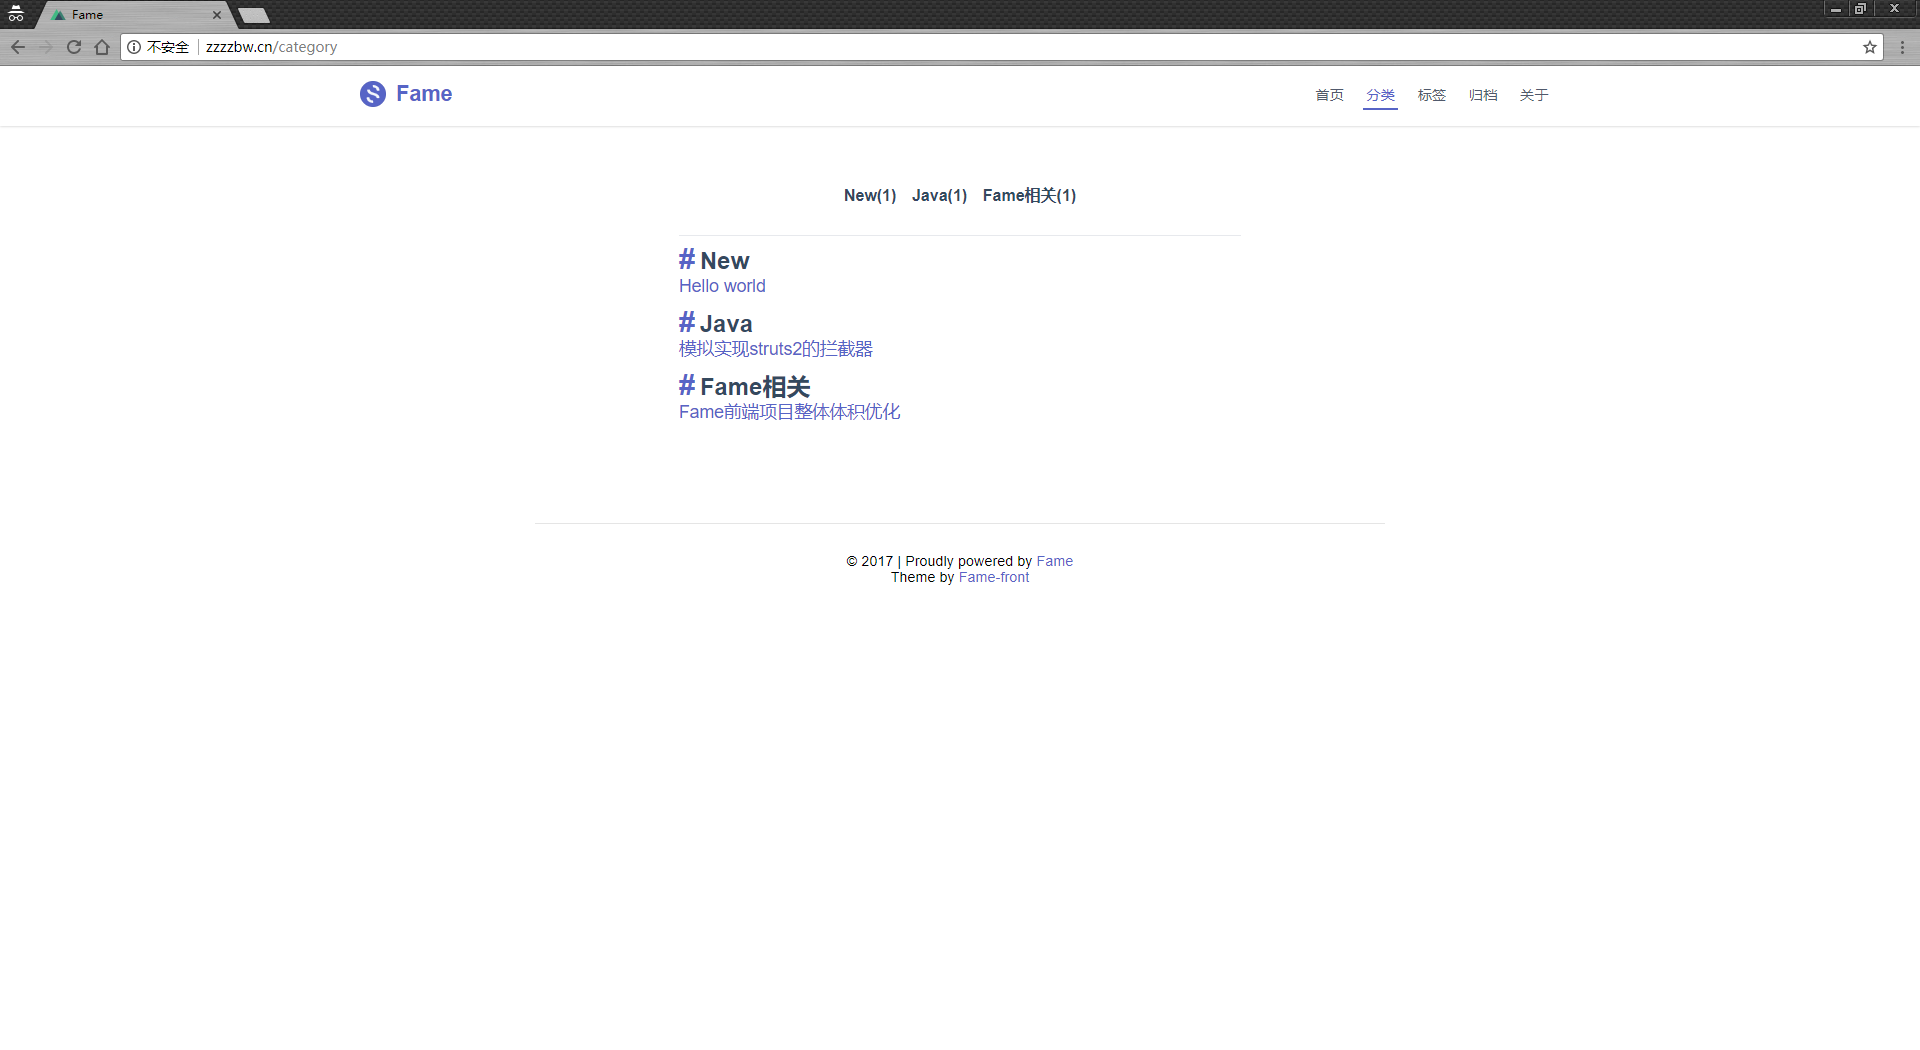 Fame
不安全 zzzzbw.cn/category
Fame
首页 分类 标签 归档 关于
New(1) Java(1) Fame相关(1)
# New
Hello world
# Java
模拟实现struts2的拦截器
# Fame相关
Fame前端项目整体体积优化
© 2017 | Proudly powered by Fame
Theme by Fame-front